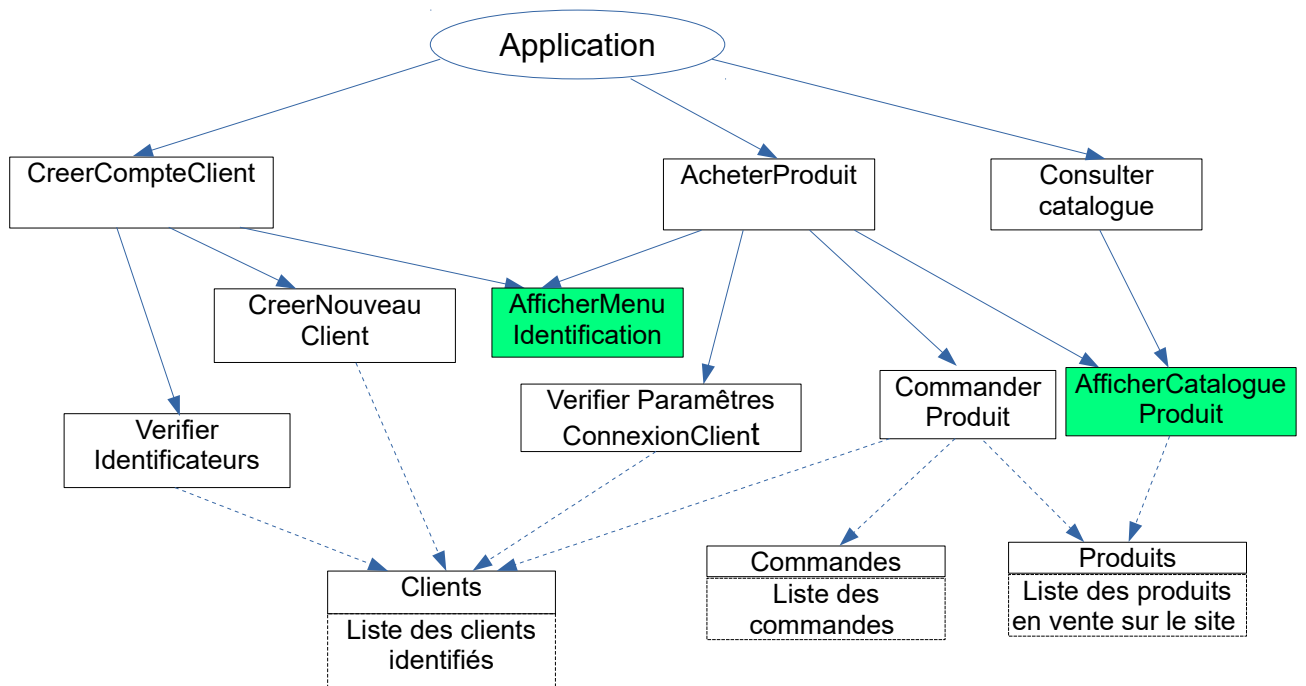 Application
CreerCompteClient
AcheterProduit
Consulter
catalogue
CreerNouveau
Client
AfficherMenu
Identification
Verifier Paramêtres
ConnexionClient
Commander
Produit
AfficherCatalogue
Produit
Verifier
Identificateurs
Clients
Liste des clients
identifiés
Commandes
Liste des
commandes
Produits
Liste des produits
en vente sur le site